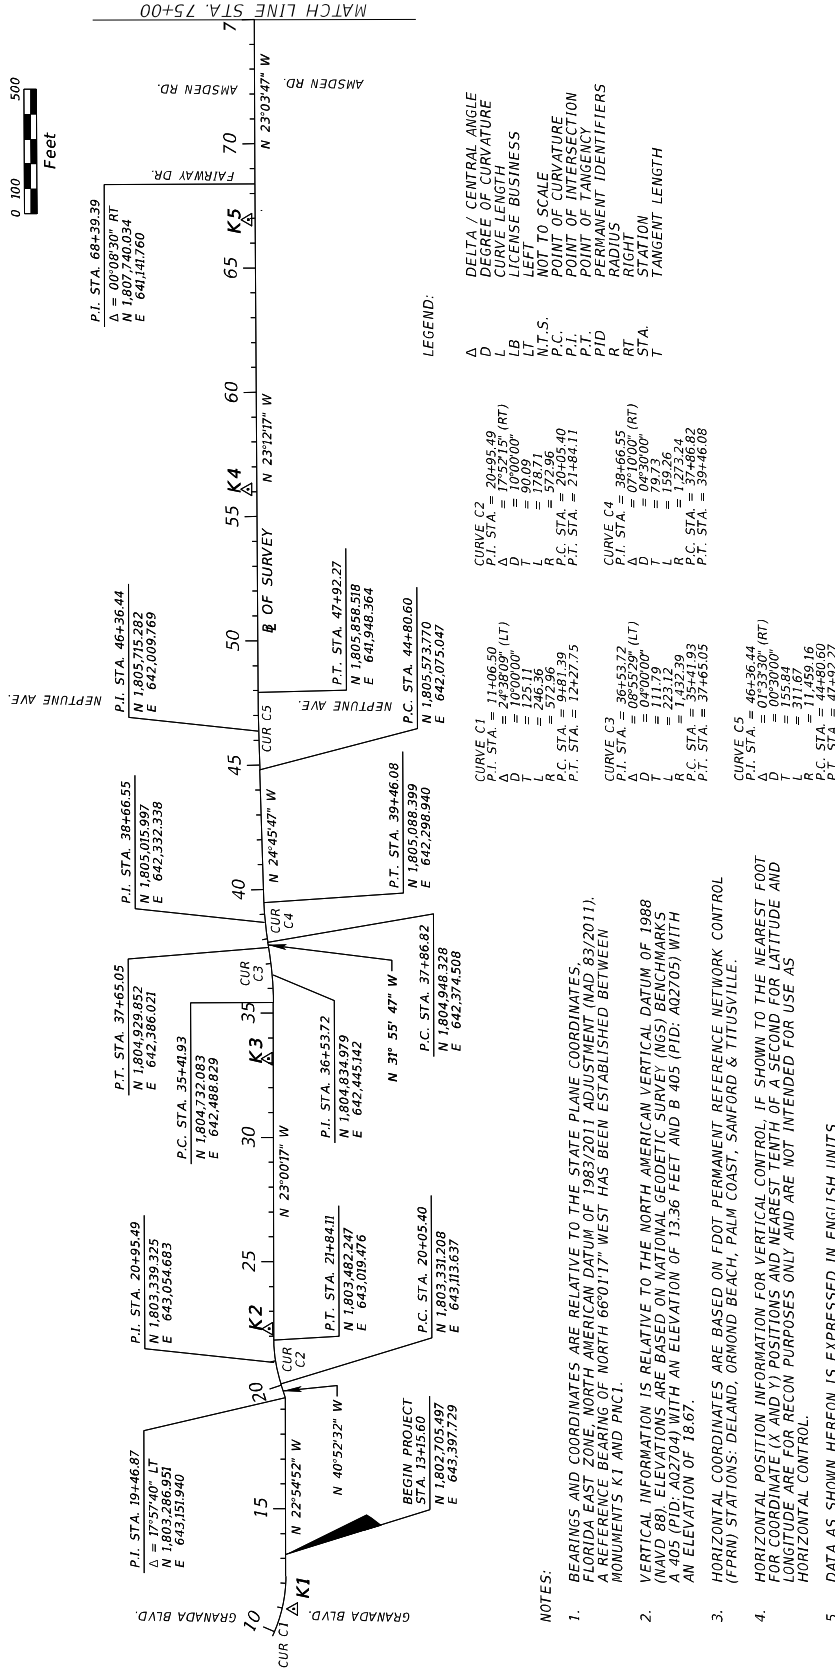 MATCH LINE STA. 75+00
0 100 500
Feet
AMSDEN RD.
AMSDEN RD.
FAIRWAY DR.
N 23°03'47" W
P.I. STA. 68+39.39
Δ = 00°08'30" RT
N 1,807,740.034
E 641,141.760
K5
10
15
20
25
30
35
40
45
50
55
60
65
70
7
K4
N 23°12'17" W
B OF SURVEY
L
P.I. STA. 46+36.44
N 1,805,715.282
E 642,009.769
NEPTUNE AVE.
NEPTUNE AVE.
P.T. STA. 47+92.27
N 1,805,858.518
E 641,948.364
CUR C5
P.C. STA. 44+80.60
N 1,805,573.770
E 642,075.047
P.I. STA. 38+66.55
N 1,805,015.997
E 642,332.338
N 24°45'47" W
P.T. STA. 39+46.08
N 1,805,088.399
E 642,298.940
CUR
C4
P.T. STA. 37+65.05
N 1,804,929.852
E 642,386.021
CUR
C3
P.C. STA. 37+86.82
N 1,804,948.328
E 642,374.508
N 31° 55' 47" W
P.C. STA. 35+41.93
N 1,804,732.083
E 642,488.829
K3
P.I. STA. 36+53.72
N 1,804,834.979
E 642,445.142
N 23°00'17" W
P.I. STA. 20+95.49
N 1,803,339.325
E 643,054.683
K2
P.T. STA. 21+84.11
N 1,803,482.247
E 643,019.476
CUR
C2
P.C. STA. 20+05.40
N 1,803,331.208
E 643,113.637
P.I. STA. 19+46.87
Δ = 17°57'40" LT
N 1,803,286.951
E 643,151.940
N 40°52'32" W
N 22°54'52" W
BEGIN PROJECT
STA. 13+15.60
N 1,802,705.497
E 643,397.729
K1
GRANADA BLVD.
GRANADA BLVD.
CUR C1
LEGEND:
Δ DELTA / CENTRAL ANGLE
D DEGREE OF CURVATURE
L CURVE LENGTH
LB LICENSE BUSINESS
LT LEFT
N.T.S. NOT TO SCALE
P.C. POINT OF CURVATURE
P.I. POINT OF INTERSECTION
P.T. POINT OF TANGENCY
PID PERMANENT IDENTIFIERS
R RADIUS
RT RIGHT
STA. STATION
T TANGENT LENGTH
CURVE C1
P.I. STA. = 11+06.50
Δ = 24°38'09" (LT)
D = 10°00'00"
T = 125.11
L = 246.36
R = 572.96
P.C. STA. = 9+81.39
P.T. STA. = 12+27.75
CURVE C2
P.I. STA. = 20+95.49
Δ = 17°52'15" (RT)
D = 10°00'00"
T = 90.09
L = 178.71
R = 572.96
P.C. STA. = 20+05.40
P.T. STA. = 21+84.11
CURVE C3
P.I. STA. = 36+53.72
Δ = 08°55'29" (LT)
D = 04°00'00"
T = 111.79
L = 223.12
R = 1,432.39
P.C. STA. = 35+41.93
P.T. STA. = 37+65.05
CURVE C4
P.I. STA. = 38+66.55
Δ = 07°10'00" (RT)
D = 04°30'00"
T = 79.73
L = 159.26
R = 1,273.24
P.C. STA. = 37+86.82
P.T. STA. = 39+46.08
CURVE C5
P.I. STA. = 46+36.44
Δ = 01°33'30" (RT)
D = 00°30'00"
T = 155.84
L = 311.67
R = 11,459.16
P.C. STA. = 44+80.60
P.T. STA. = 47+92.27
NOTES:
1. BEARINGS AND COORDINATES ARE RELATIVE TO THE STATE PLANE COORDINATES,
FLORIDA EAST ZONE, NORTH AMERICAN DATUM OF 1983/2011 ADJUSTMENT (NAD 83/2011).
A REFERENCE BEARING OF NORTH 66°01'17" WEST HAS BEEN ESTABLISHED BETWEEN
MONUMENTS K1 AND PNC1.
2. VERTICAL INFORMATION IS RELATIVE TO THE NORTH AMERICAN VERTICAL DATUM OF 1988
(NAVD 88). ELEVATIONS ARE BASED ON NATIONAL GEODETIC SURVEY (NGS) BENCHMARKS
A 405 (PID: AQ2704) WITH AN ELEVATION OF 13.36 FEET AND B 405 (PID: AQ2705) WITH
AN ELEVATION OF 18.67.
3. HORIZONTAL COORDINATES ARE BASED ON FDOT PERMANENT REFERENCE NETWORK CONTROL
(FPRN) STATIONS: DELAND, ORMOND BEACH, PALM COAST, SANFORD & TITUSVILLE.
4. HORIZONTAL POSITION INFORMATION FOR VERTICAL CONTROL, IF SHOWN TO THE NEAREST FOOT
FOR COORDINATE (X AND Y) POSITIONS AND NEAREST TENTH OF A SECOND FOR LATITUDE AND
LONGITUDE ARE FOR RECON PURPOSES ONLY AND ARE NOT INTENDED FOR USE AS
HORIZONTAL CONTROL.
5. DATA AS SHOWN HEREON IS EXPRESSED IN ENGLISH UNITS